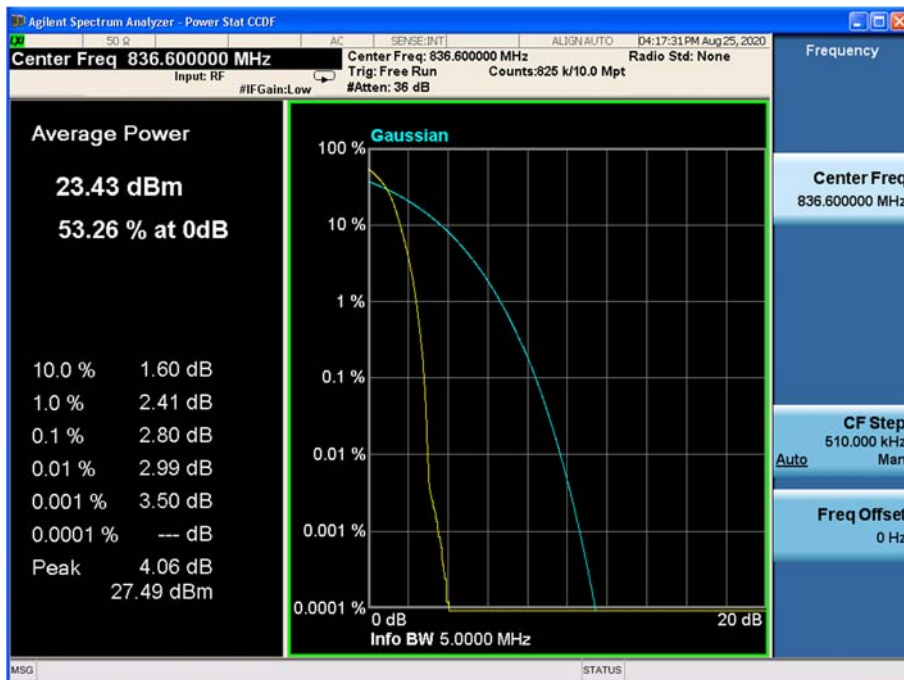 Agilent Spectrum Analyzer - Power Stat CCDF
LXI 50 Ω AC SENSE:INT ALIGN AUTO 04:17:31 PM Aug 25, 2020
Center Freq 836.600000 MHz
Input: RF
#IFGain:Low
Center Freq: 836.600000 MHz Radio Std: None
Trig: Free Run Counts:825 k/10.0 Mpt
#Atten: 36 dB
Average Power
23.43 dBm
53.26 % at 0dB
10.0 % 1.60 dB
1.0 % 2.41 dB
0.1 % 2.80 dB
0.01 % 2.99 dB
0.001 % 3.50 dB
0.0001 % --- dB
Peak 4.06 dB
27.49 dBm
Gaussian
100 %
10 %
1 %
0.1 %
0.01 %
0.001 %
0.0001 %
0 dB 20 dB
Info BW 5.0000 MHz
Frequency
Center Freq
836.600000 MHz
CF Step
510.000 kHz
Auto Man
Freq Offset
0 Hz
MSG STATUS